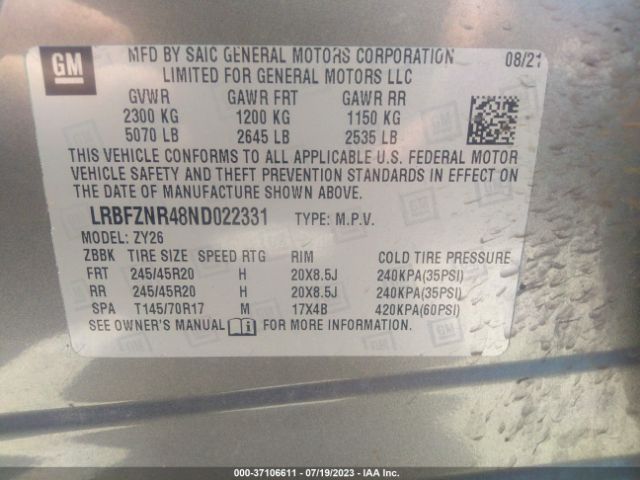 GM
MFD BY SAIC GENERAL MOTORS CORPORATION 08/21
LIMITED FOR GENERAL MOTORS LLC
GVWR GAWR FRT GAWR RR
2300 KG 1200 KG 1150 KG
5070 LB 2645 LB 2535 LB
THIS VEHICLE CONFORMS TO ALL APPLICABLE U.S. FEDERAL MOTOR
VEHICLE SAFETY AND THEFT PREVENTION STANDARDS IN EFFECT ON
THE DATE OF MANUFACTURE SHOWN ABOVE.
LRBFZNR48ND022331 TYPE: M.P.V.
MODEL: ZY26
ZBBK TIRE SIZE SPEED RTG RIM COLD TIRE PRESSURE
FRT 245/45R20 H 20X8.5J 240KPA(35PSI)
RR 245/45R20 H 20X8.5J 240KPA(35PSI)
SPA T145/70R17 M 17X4B 420KPA(60PSI)
SEE OWNER'S MANUAL FOR MORE INFORMATION.
000-37106611 - 07/19/2023 - IAA Inc.